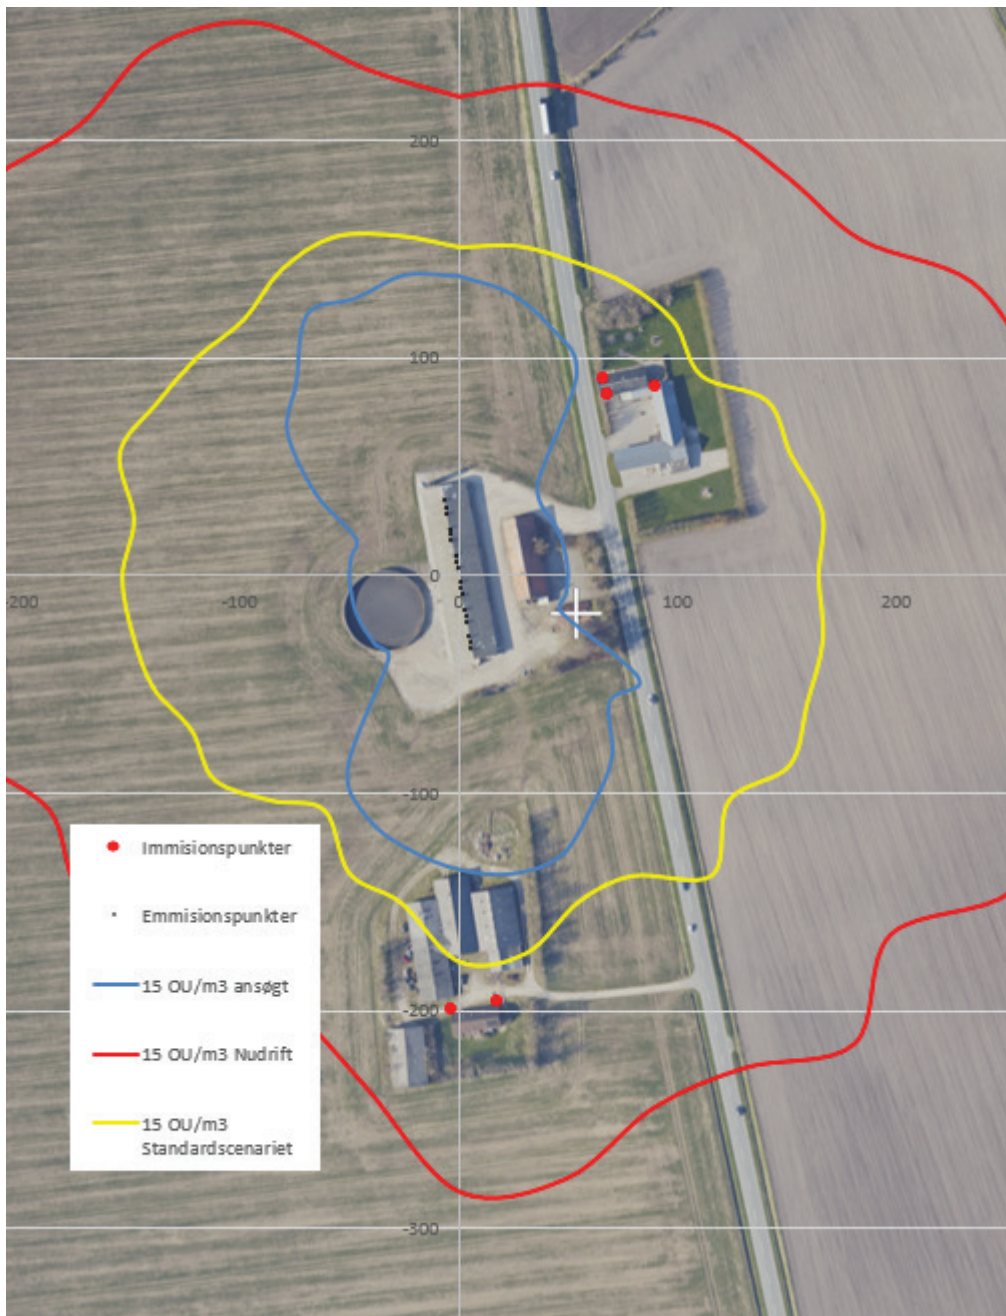 200
100
0
-200
-100
0
100
200
-100
Immisionspunkter
Emmisionspunkter
15 OU/m3 ansøgt
-200
15 OU/m3 Nudrift
15 OU/m3
Standardscenariet
-300